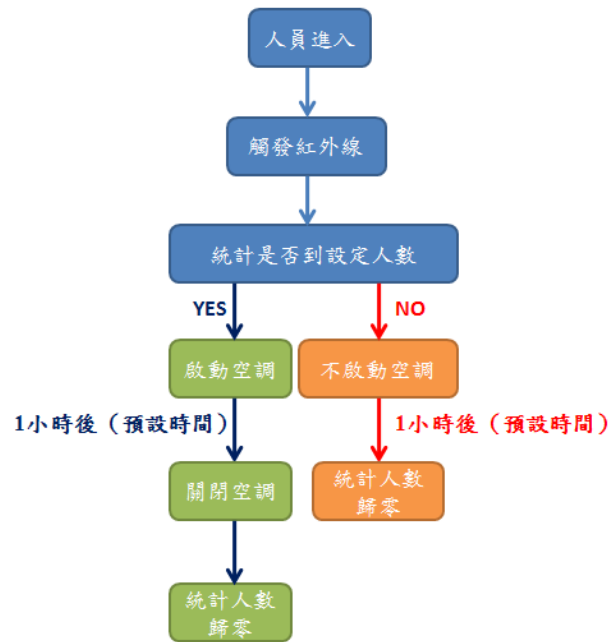 人員進入
觸發紅外線
統計是否到設定人數
YES
NO
啟動空調
不啟動空調
1小時後（預設時間）
1小時後（預設時間）
關閉空調
統計人數
歸零
統計人數
歸零